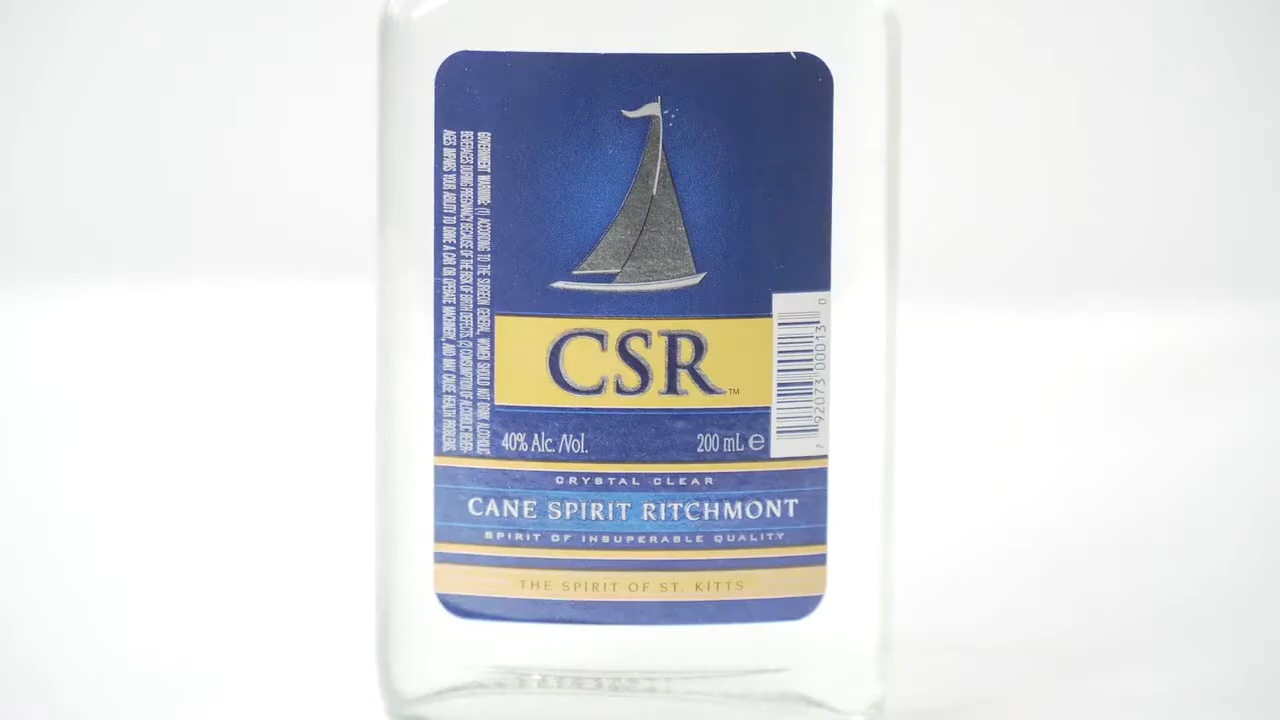 GOVERNMENT WARNING: (1) ACCORDING TO THE SURGEON GENERAL, WOMEN SHOULD NOT DRINK ALCOHOLIC
BEVERAGES DURING PREGNANCY BECAUSE OF THE RISK OF BIRTH DEFECTS. (2) CONSUMPTION OF ALCOHOLIC BEVER-
AGES IMPAIRS YOUR ABILITY TO DRIVE A CAR OR OPERATE MACHINERY, AND MAY CAUSE HEALTH PROBLEMS.
CSR™
40% Alc. /Vol.
200 mL e
7 92073 00013 0
CRYSTAL CLEAR
CANE SPIRIT RITCHMONT
SPIRIT OF INSUPERABLE QUALITY
THE SPIRIT OF ST. KITTS